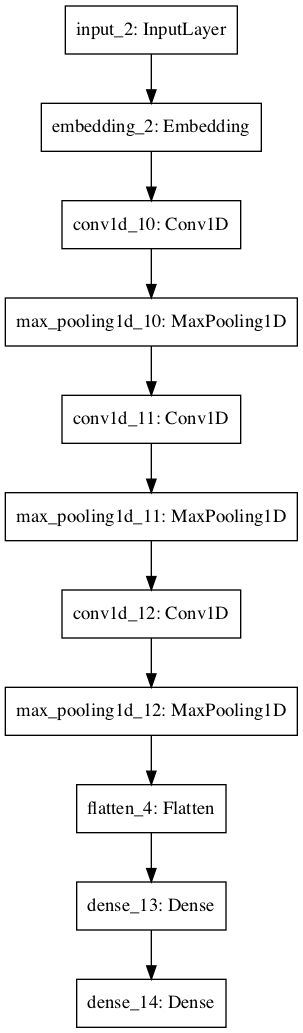 input_2: InputLayer
embedding_2: Embedding
conv1d_10: Conv1D
max_pooling1d_10: MaxPooling1D
conv1d_11: Conv1D
max_pooling1d_11: MaxPooling1D
conv1d_12: Conv1D
max_pooling1d_12: MaxPooling1D
flatten_4: Flatten
dense_13: Dense
dense_14: Dense